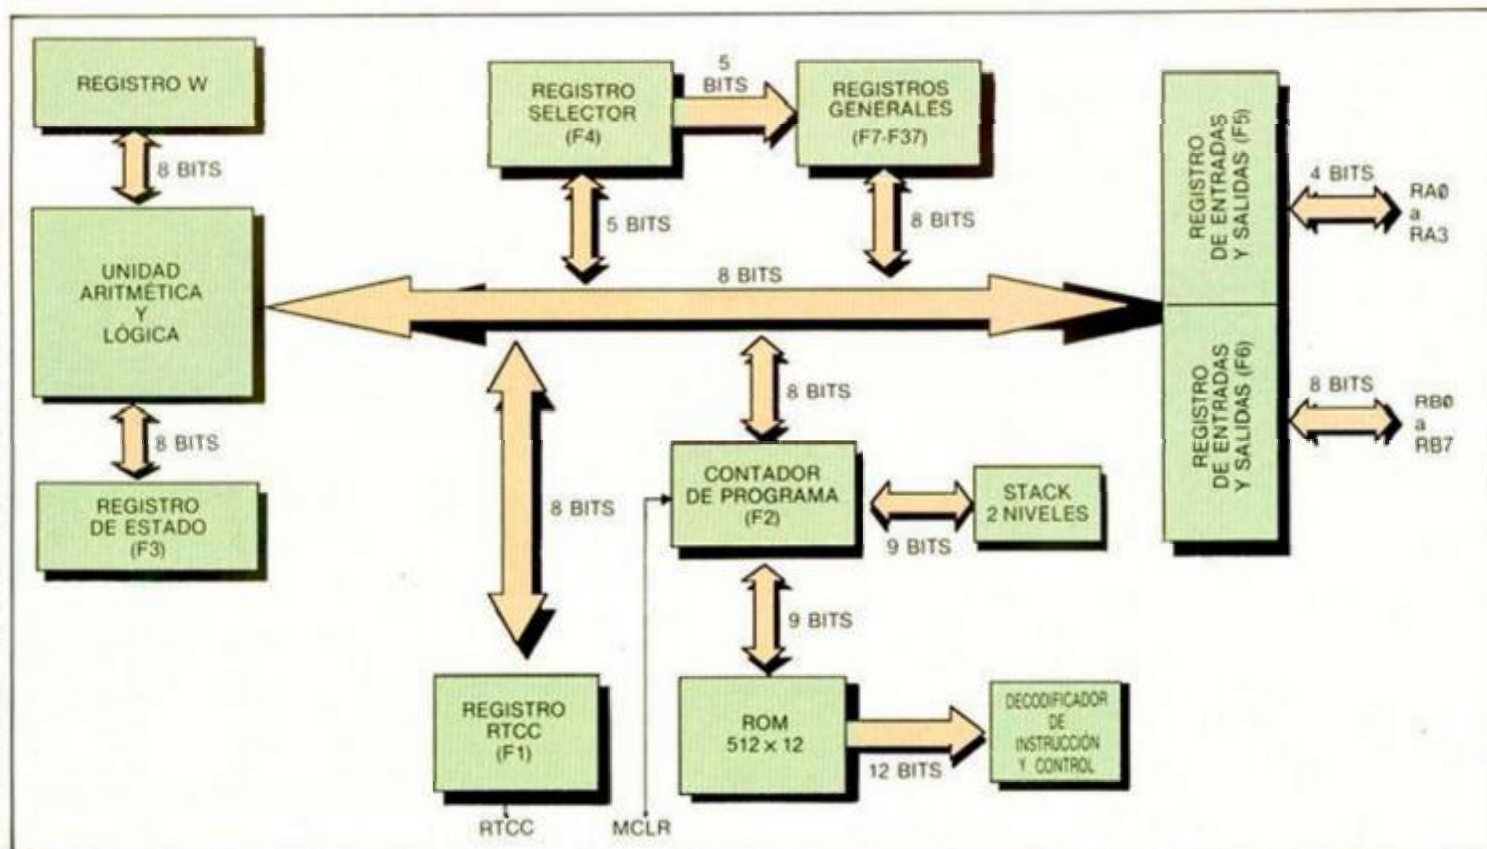 REGISTRO W
8 BITS
UNIDAD
ARITMÉTICA
Y
LÓGICA
8 BITS
REGISTRO
DE ESTADO
(F3)
REGISTRO
SELECTOR
(F4)
5
BITS
REGISTROS
GENERALES
(F7-F37)
5 BITS
8 BITS
8 BITS
REGISTRO
DE ENTRADAS
Y SALIDAS (F5)
4 BITS
RA0
a
RA3
REGISTRO
DE ENTRADAS
Y SALIDAS (F6)
8 BITS
RB0
a
RB7
8 BITS
8 BITS
CONTADOR
DE PROGRAMA
(F2)
9 BITS
STACK
2 NIVELES
9 BITS
REGISTRO
RTCC
(F1)
RTCC
MCLR
ROM
512 × 12
12 BITS
DECODIFICADOR
DE
INSTRUCCIÓN
Y CONTROL